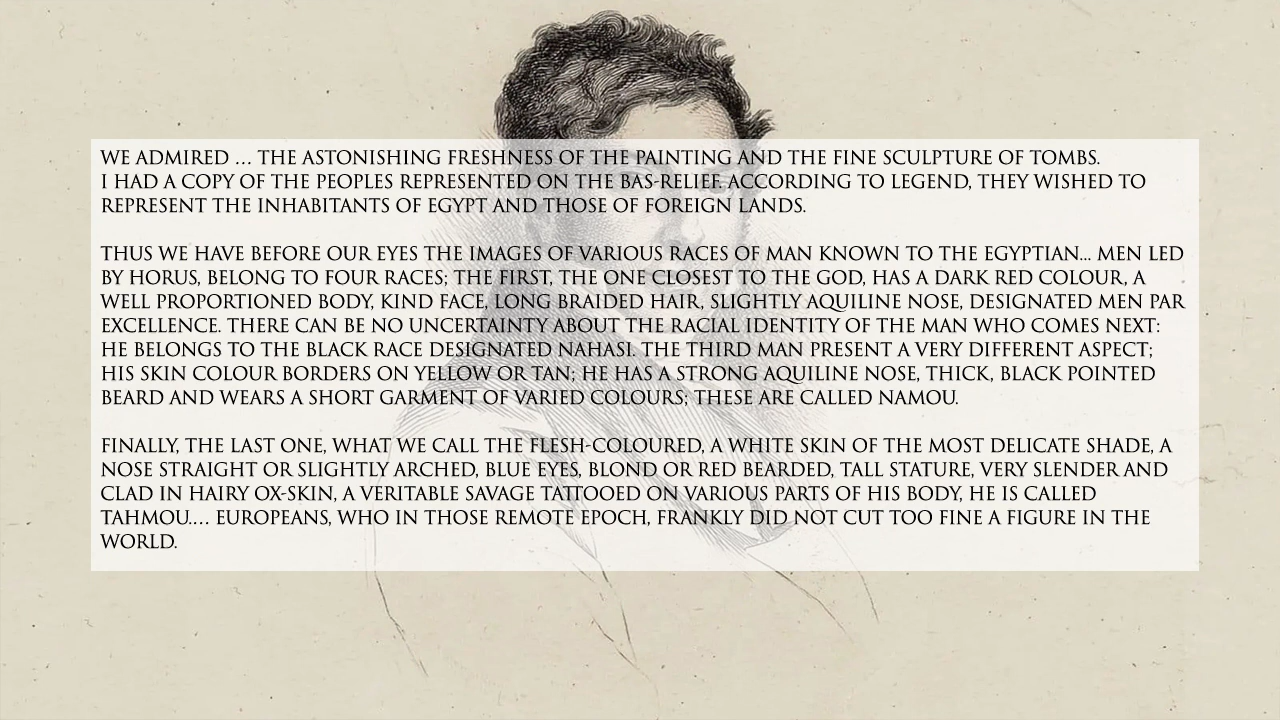 WE ADMIRED … THE ASTONISHING FRESHNESS OF THE PAINTING AND THE FINE SCULPTURE OF TOMBS.
I HAD A COPY OF THE PEOPLES REPRESENTED ON THE BAS-RELIEF. ACCORDING TO LEGEND, THEY WISHED TO
REPRESENT THE INHABITANTS OF EGYPT AND THOSE OF FOREIGN LANDS.
THUS WE HAVE BEFORE OUR EYES THE IMAGES OF VARIOUS RACES OF MAN KNOWN TO THE EGYPTIAN... MEN LED
BY HORUS, BELONG TO FOUR RACES; THE FIRST, THE ONE CLOSEST TO THE GOD, HAS A DARK RED COLOUR, A
WELL PROPORTIONED BODY, KIND FACE, LONG BRAIDED HAIR, SLIGHTLY AQUILINE NOSE, DESIGNATED MEN PAR
EXCELLENCE. THERE CAN BE NO UNCERTAINTY ABOUT THE RACIAL IDENTITY OF THE MAN WHO COMES NEXT:
HE BELONGS TO THE BLACK RACE DESIGNATED NAHASI. THE THIRD MAN PRESENT A VERY DIFFERENT ASPECT;
HIS SKIN COLOUR BORDERS ON YELLOW OR TAN; HE HAS A STRONG AQUILINE NOSE, THICK, BLACK POINTED
BEARD AND WEARS A SHORT GARMENT OF VARIED COLOURS; THESE ARE CALLED NAMOU.
FINALLY, THE LAST ONE, WHAT WE CALL THE FLESH-COLOURED, A WHITE SKIN OF THE MOST DELICATE SHADE, A
NOSE STRAIGHT OR SLIGHTLY ARCHED, BLUE EYES, BLOND OR RED BEARDED, TALL STATURE, VERY SLENDER AND
CLAD IN HAIRY OX-SKIN, A VERITABLE SAVAGE TATTOOED ON VARIOUS PARTS OF HIS BODY, HE IS CALLED
TAHMOU.… EUROPEANS, WHO IN THOSE REMOTE EPOCH, FRANKLY DID NOT CUT TOO FINE A FIGURE IN THE
WORLD.